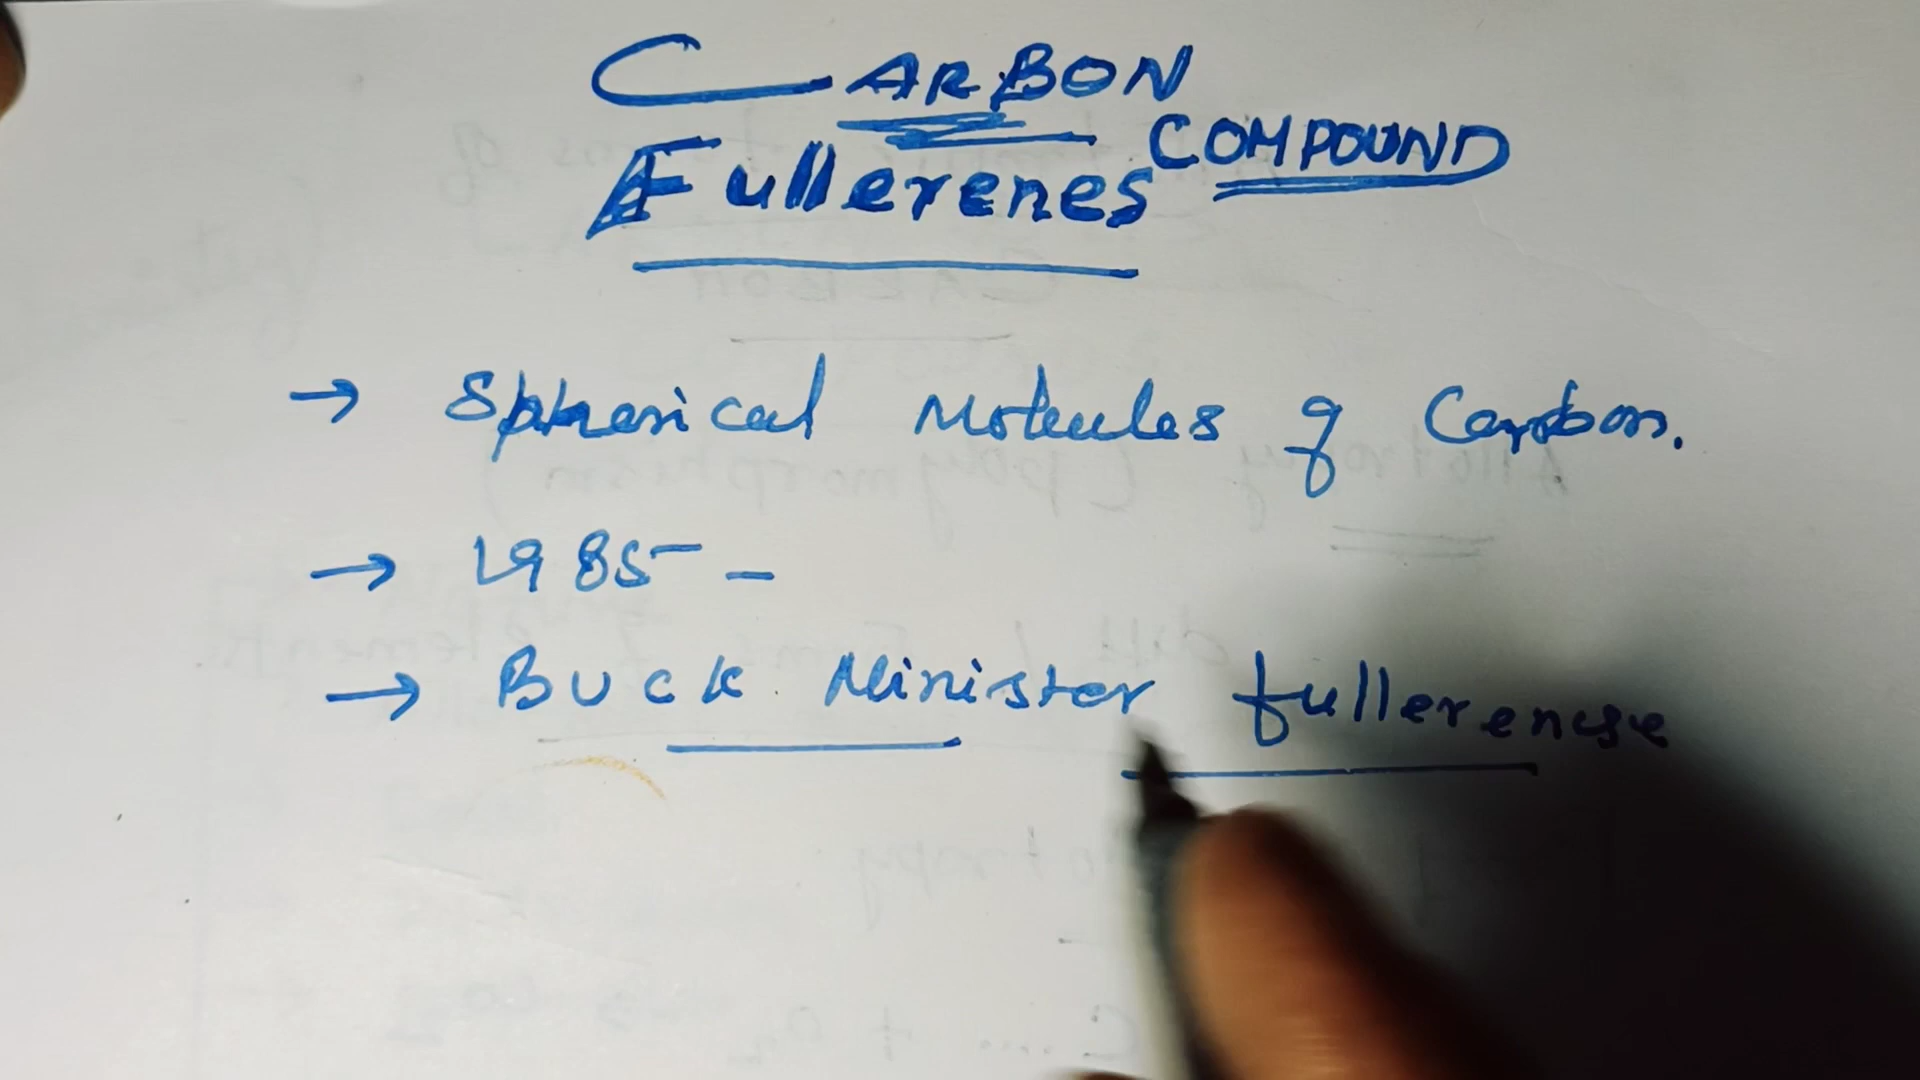 CARBON
COMPOUND
Fullerenes
→ Spherical Molecules of Carbon.
→ 1985 -
→ Buck Minister fullerense